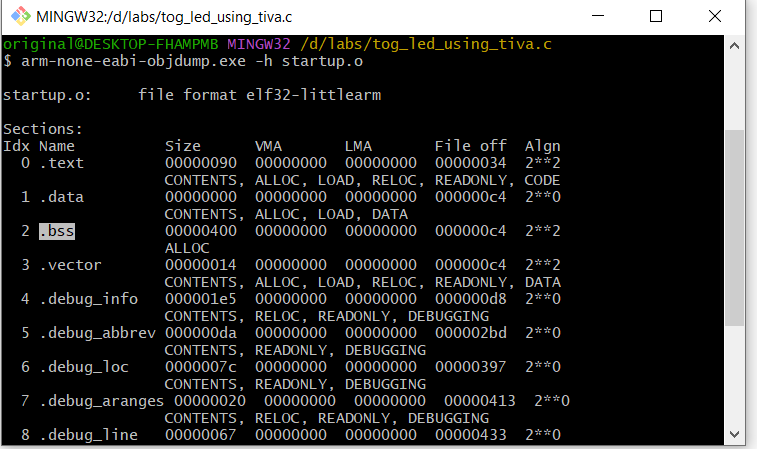 MINGW32:/d/labs/tog_led_using_tiva.c
original@DESKTOP-FHAMPMB MINGW32 /d/labs/tog_led_using_tiva.c
$ arm-none-eabi-objdump.exe -h startup.o
startup.o:     file format elf32-littlearm
Sections:
Idx Name          Size      VMA       LMA       File off  Algn
  0 .text         00000090  00000000  00000000  00000034  2**2
                  CONTENTS, ALLOC, LOAD, RELOC, READONLY, CODE
  1 .data         00000000  00000000  00000000  000000c4  2**0
                  CONTENTS, ALLOC, LOAD, DATA
  2 .bss          00000400  00000000  00000000  000000c4  2**2
                  ALLOC
  3 .vector       00000014  00000000  00000000  000000c4  2**2
                  CONTENTS, ALLOC, LOAD, RELOC, READONLY, DATA
  4 .debug_info   000001e5  00000000  00000000  000000d8  2**0
                  CONTENTS, RELOC, READONLY, DEBUGGING
  5 .debug_abbrev 000000da  00000000  00000000  000002bd  2**0
                  CONTENTS, READONLY, DEBUGGING
  6 .debug_loc    0000007c  00000000  00000000  00000397  2**0
                  CONTENTS, READONLY, DEBUGGING
  7 .debug_aranges 00000020  00000000  00000000  00000413  2**0
                  CONTENTS, RELOC, READONLY, DEBUGGING
  8 .debug_line   00000067  00000000  00000000  00000433  2**0